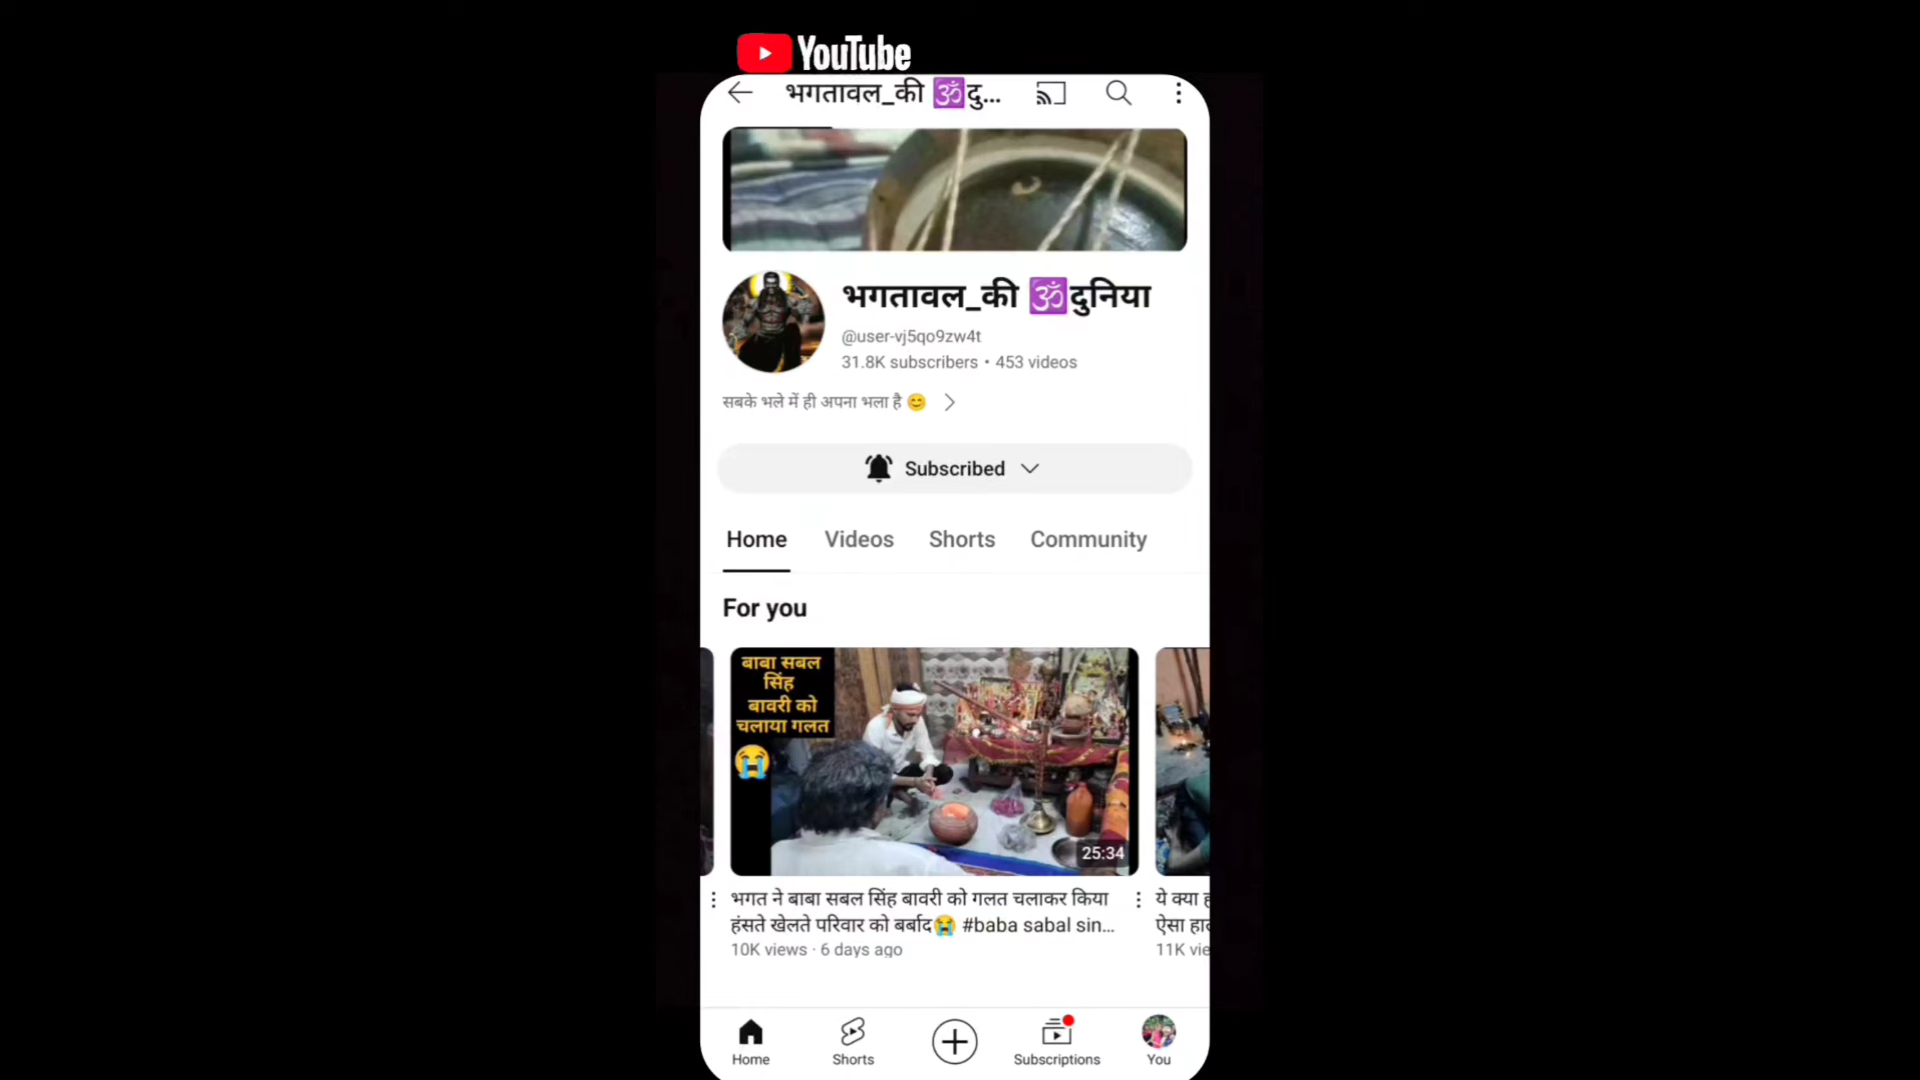 YouTube
भगतावल_की 🕉️दु...
भगतावल_की 🕉️दुनिया
@user-vj5qo9zw4t
31.8K subscribers • 453 videos
सबके भले में ही अपना भला है 😊
Subscribed
Home Videos Shorts Community
For you
बाबा सबल
सिंह
बावरी को
चलाया गलत
25:34
भगत ने बाबा सबल सिंह बावरी को गलत चलाकर किया
हंसते खेलते परिवार को बर्बाद😭 #baba sabal sin...
10K views · 6 days ago
ये क्या
ऐसा
11K
Home Shorts Subscriptions You